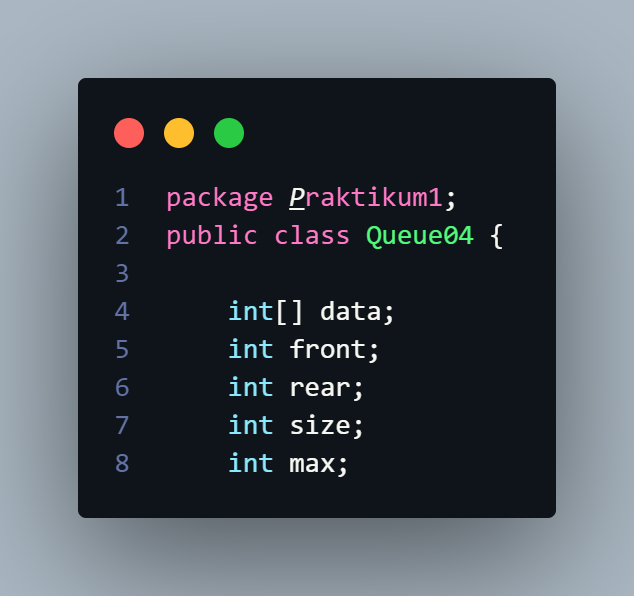 1 package Praktikum1;
2 public class Queue04 {
3
4     int[] data;
5     int front;
6     int rear;
7     int size;
8     int max;